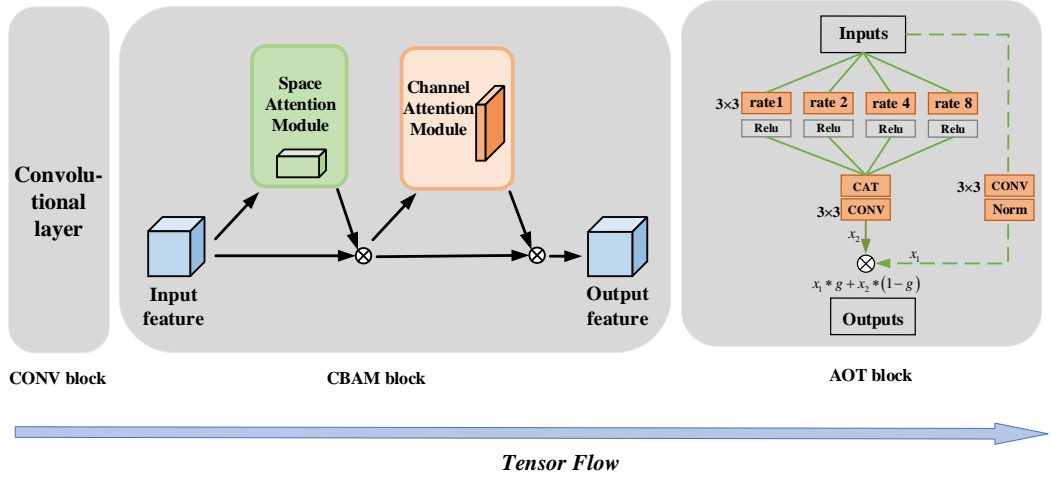 Convolu-
tional
layer
CONV block
Space
Attention
Module
Channel
Attention
Module
Input
feature
Output
feature
CBAM block
Inputs
3×3 rate1 rate 2 rate 4 rate 8
Relu Relu Relu Relu
CAT
3×3 CONV
3×3 CONV
Norm
x₂
x₁
x₁ * g + x₂ * (1 − g)
Outputs
AOT block
Tensor Flow